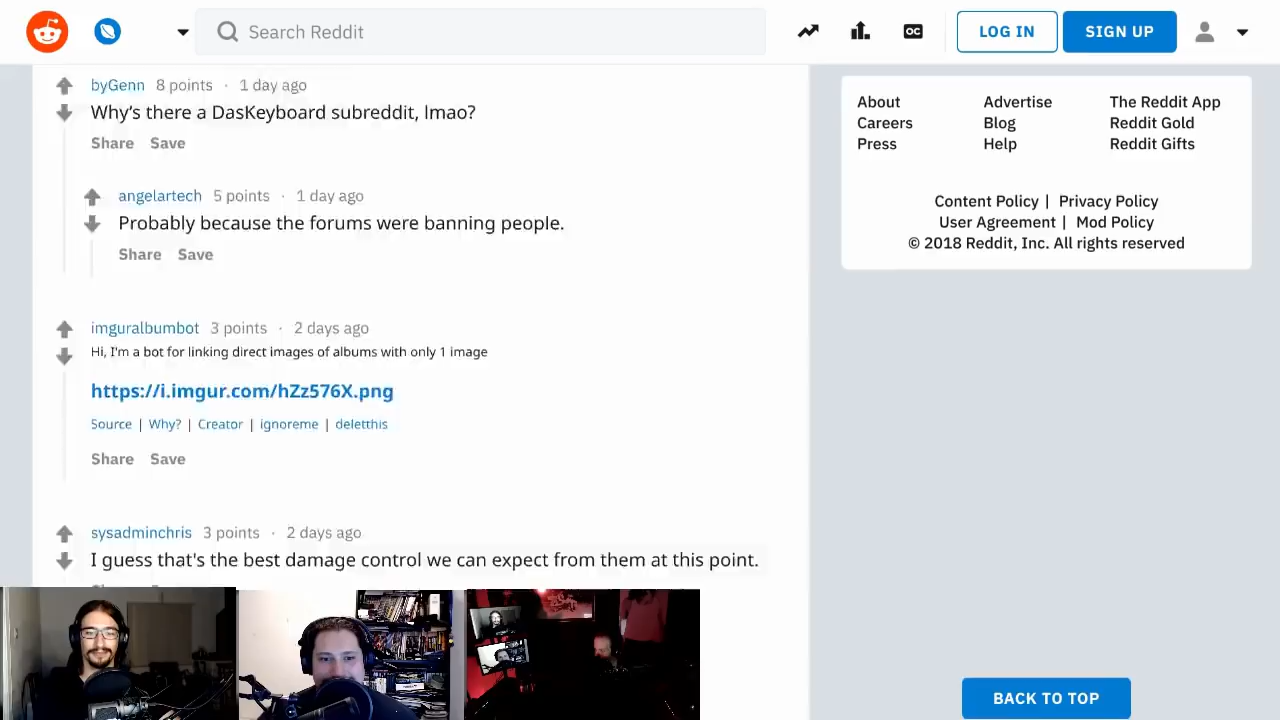 Search Reddit
OC
LOG IN
SIGN UP
byGenn 8 points · 1 day ago
Why's there a DasKeyboard subreddit, lmao?
Share Save
angelartech 5 points · 1 day ago
Probably because the forums were banning people.
Share Save
imguralbumbot 3 points · 2 days ago
Hi, I'm a bot for linking direct images of albums with only 1 image
https://i.imgur.com/hZz576X.png
Source | Why? | Creator | ignoreme | deletthis
Share Save
sysadminchris 3 points · 2 days ago
I guess that's the best damage control we can expect from them at this point.
About Advertise The Reddit App
Careers Blog Reddit Gold
Press Help Reddit Gifts
Content Policy | Privacy Policy
User Agreement | Mod Policy
© 2018 Reddit, Inc. All rights reserved
BACK TO TOP